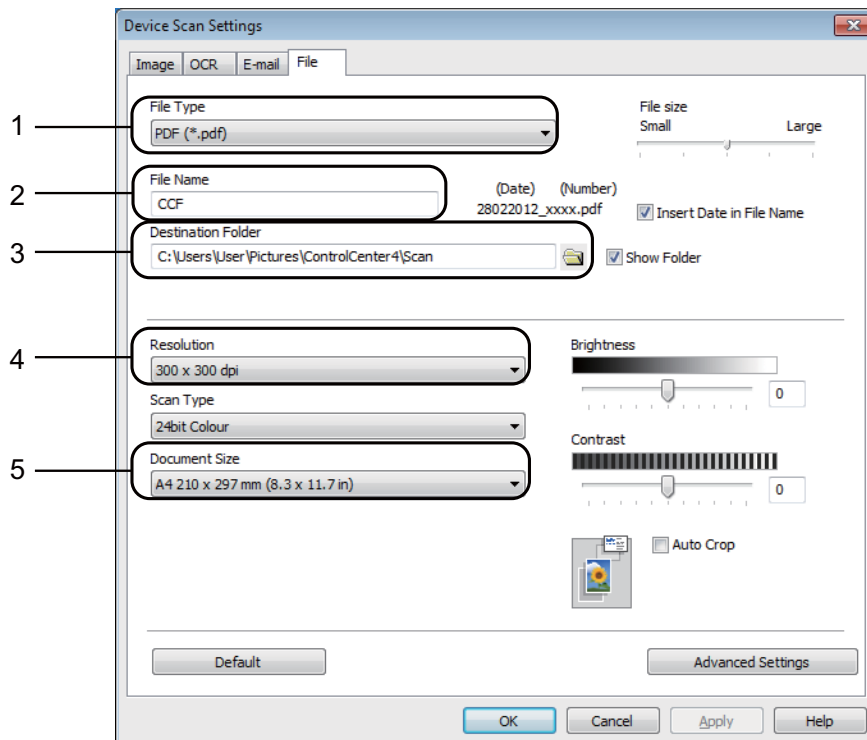 Device Scan Settings
Image OCR E-mail File
1
File Type
PDF (*.pdf)
File size
Small Large
2
File Name
CCF
(Date) (Number)
28022012_xxxx.pdf
Insert Date in File Name
3
Destination Folder
C:\Users\User\Pictures\ControlCenter4\Scan
Show Folder
4
Resolution
300 x 300 dpi
Brightness
0
Scan Type
24bit Colour
Contrast
0
5
Document Size
A4 210 x 297 mm (8.3 x 11.7 in)
Auto Crop
Default
Advanced Settings
OK Cancel Apply Help